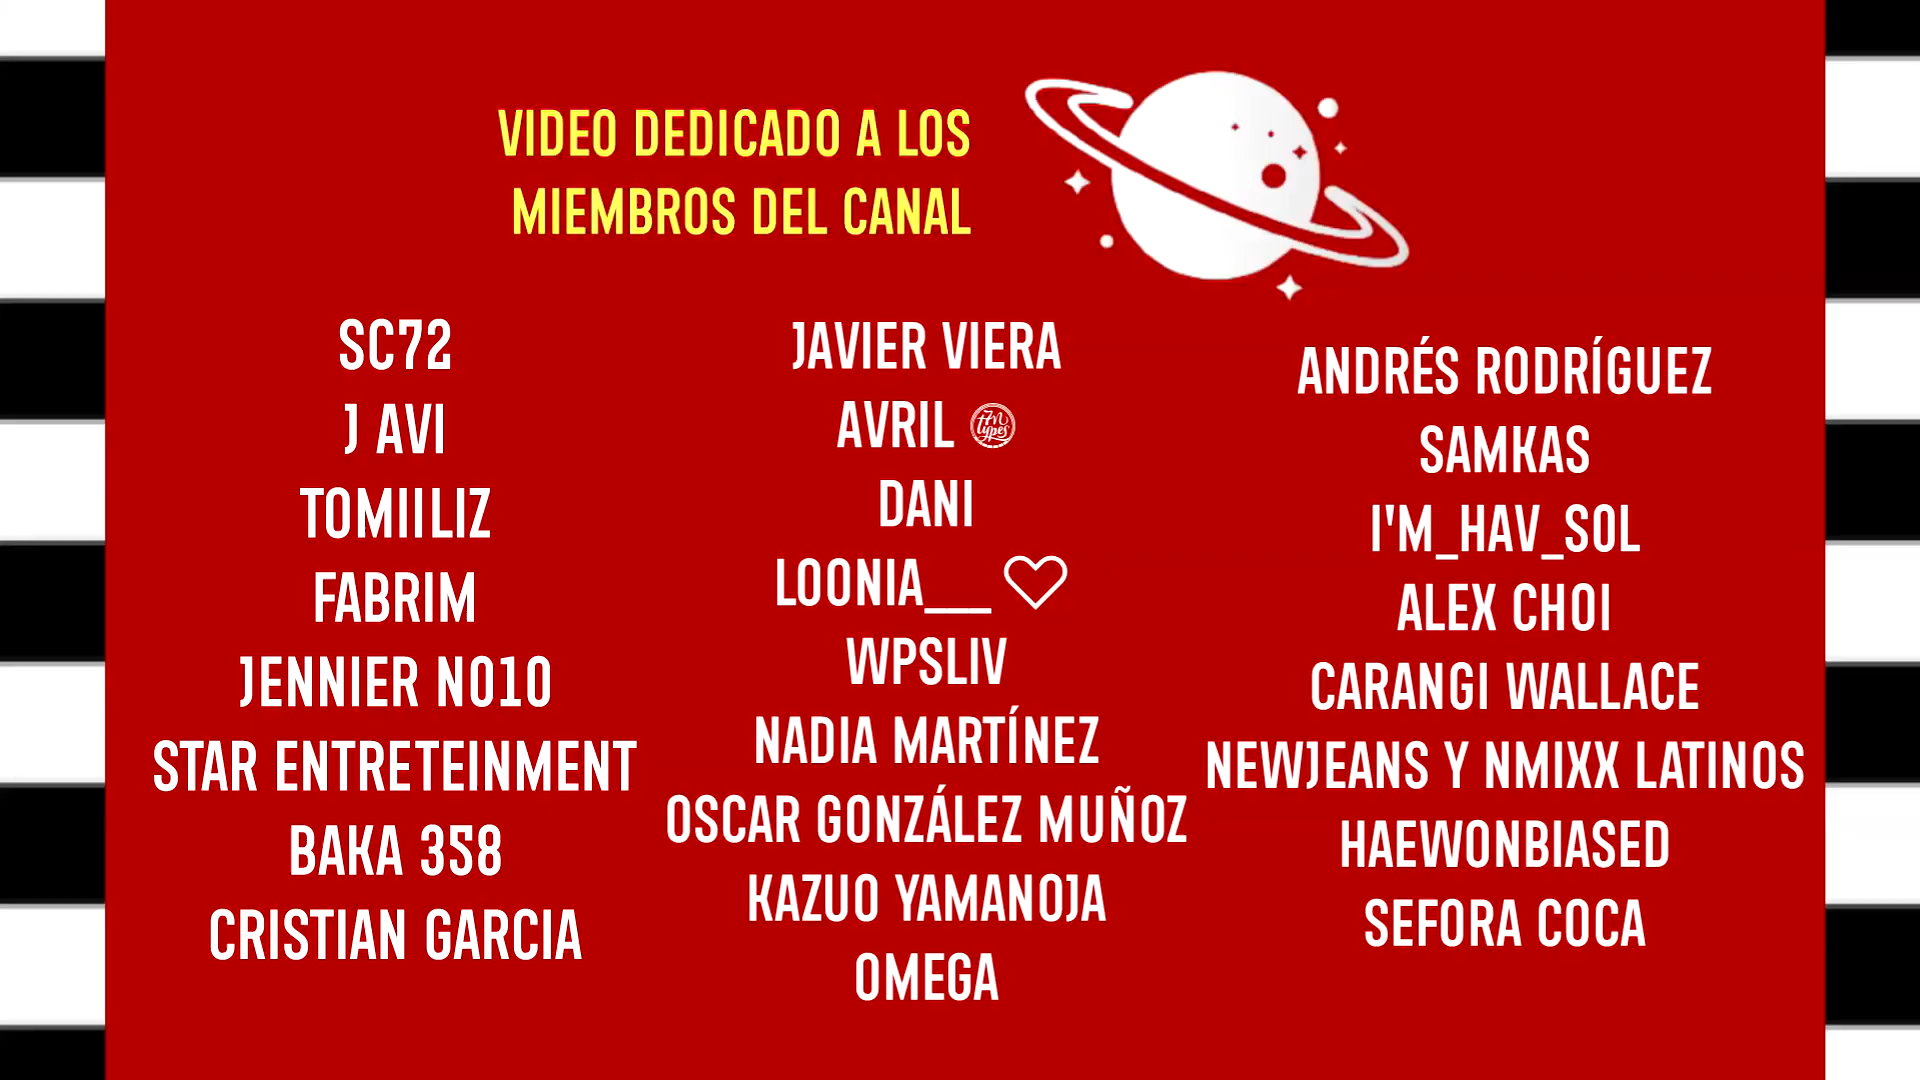 VIDEO DEDICADO A LOS
MIEMBROS DEL CANAL
SC72
J AVI
TOMIILIZ
FABRIM
JENNIER NO10
STAR ENTRETEINMENT
BAKA 358
CRISTIAN GARCIA
JAVIER VIERA
AVRIL
DANI
LOONIA___ ♡
WPSLIV
NADIA MARTÍNEZ
OSCAR GONZÁLEZ MUÑOZ
KAZUO YAMANOJA
OMEGA
ANDRÉS RODRÍGUEZ
SAMKAS
I'M_HAV_SOL
ALEX CHOI
CARANGI WALLACE
NEWJEANS Y NMIXX LATINOS
HAEWONBIASED
SEFORA COCA